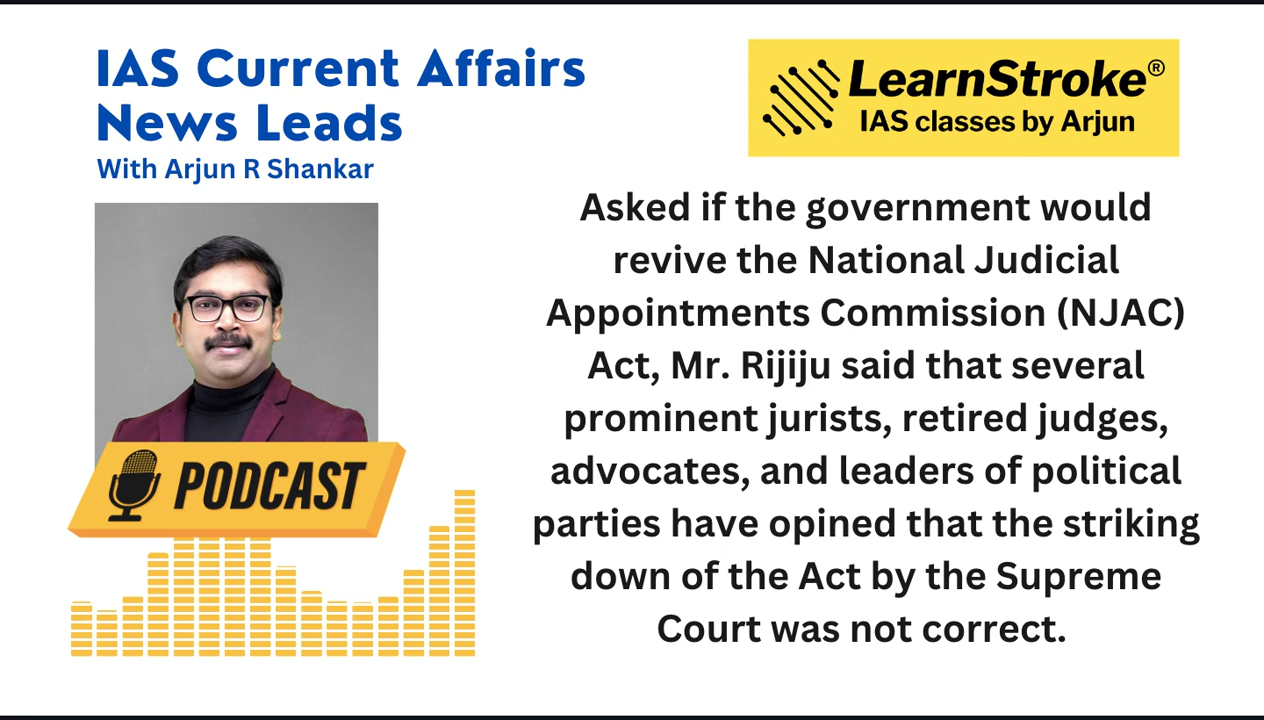 IAS Current Affairs
News Leads
With Arjun R Shankar
LearnStroke®
IAS classes by Arjun
Asked if the government would
revive the National Judicial
Appointments Commission (NJAC)
Act, Mr. Rijiju said that several
prominent jurists, retired judges,
advocates, and leaders of political
parties have opined that the striking
down of the Act by the Supreme
Court was not correct.
PODCAST